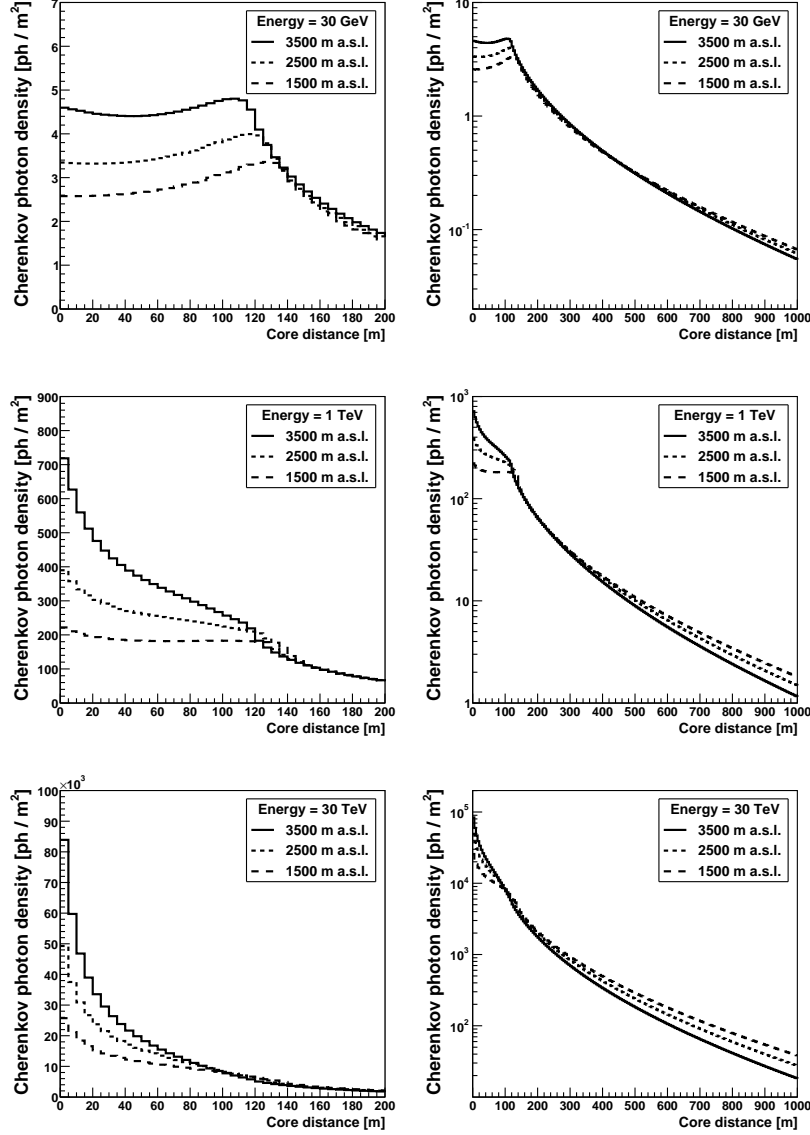 Cherenkov photon density [ph / m²]
7
6
5
4
3
2
1
0
Energy = 30 GeV
3500 m a.s.l.
2500 m a.s.l.
1500 m a.s.l.
0 20 40 60 80 100 120 140 160 180 200
Core distance [m]
Cherenkov photon density [ph / m²]
10
1
10⁻¹
Energy = 30 GeV
3500 m a.s.l.
2500 m a.s.l.
1500 m a.s.l.
0 100 200 300 400 500 600 700 800 900 1000
Core distance [m]
Cherenkov photon density [ph / m²]
900
800
700
600
500
400
300
200
100
0
Energy = 1 TeV
3500 m a.s.l.
2500 m a.s.l.
1500 m a.s.l.
0 20 40 60 80 100 120 140 160 180 200
Core distance [m]
Cherenkov photon density [ph / m²]
10³
10²
10
1
Energy = 1 TeV
3500 m a.s.l.
2500 m a.s.l.
1500 m a.s.l.
0 100 200 300 400 500 600 700 800 900 1000
Core distance [m]
Cherenkov photon density [ph / m²]
×10³
100
90
80
70
60
50
40
30
20
10
0
Energy = 30 TeV
3500 m a.s.l.
2500 m a.s.l.
1500 m a.s.l.
0 20 40 60 80 100 120 140 160 180 200
Core distance [m]
Cherenkov photon density [ph / m²]
10⁵
10⁴
10³
10²
Energy = 30 TeV
3500 m a.s.l.
2500 m a.s.l.
1500 m a.s.l.
0 100 200 300 400 500 600 700 800 900 1000
Core distance [m]